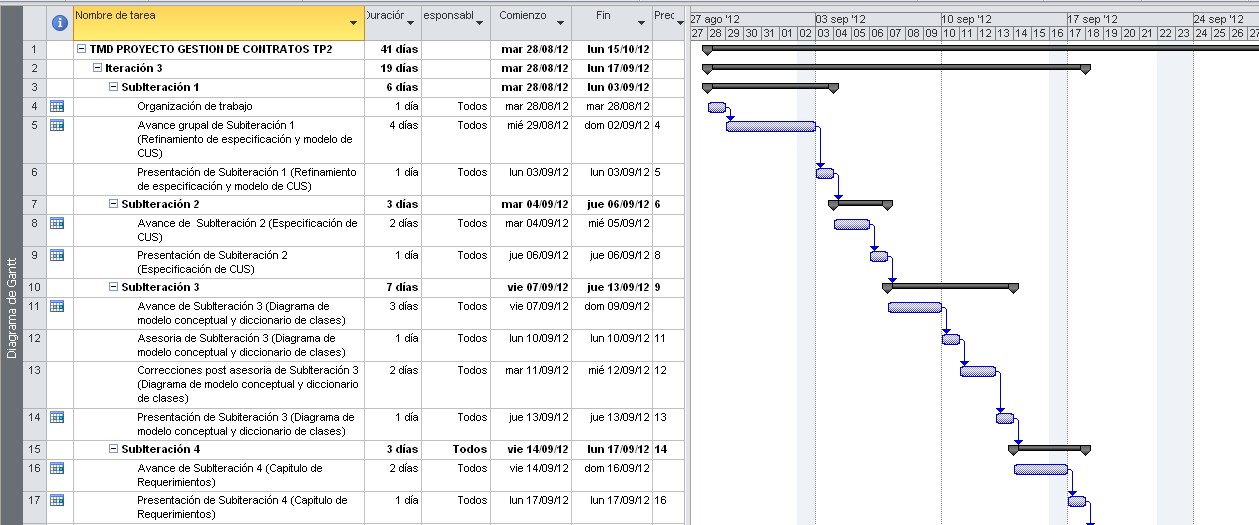 Nombre de tarea Duración esponsabl Comienzo Fin Pred 27 ago '12 03 sep '12 10 sep '12 17 sep '12 24 sep '12
27 28 29 30 31 01 02 03 04 05 06 07 08 09 10 11 12 13 14 15 16 17 18 19 20 21 22 23 24 25 26 27
1 TMD PROYECTO GESTION DE CONTRATOS TP2 41 días mar 28/08/12 lun 15/10/12
2 Iteración 3 19 días mar 28/08/12 lun 17/09/12
3 SubIteración 1 6 días mar 28/08/12 lun 03/09/12
4 Organización de trabajo 1 día Todos mar 28/08/12 mar 28/08/12
5 Avance grupal de Subiteración 1 4 días Todos mié 29/08/12 dom 02/09/12 4
(Refinamiento de especificación y modelo de
CUS)
6 Presentación de Subiteración 1 (Refinamiento 1 día Todos lun 03/09/12 lun 03/09/12 5
de especificación y modelo de CUS)
7 SubIteración 2 3 días mar 04/09/12 jue 06/09/12 6
8 Avance de SubIteración 2 (Especificación de 2 días Todos mar 04/09/12 mié 05/09/12
CUS)
9 Presentación de Subiteración 2 1 día Todos jue 06/09/12 jue 06/09/12 8
(Especificación de CUS)
10 SubIteración 3 7 días vie 07/09/12 jue 13/09/12 9
11 Avance de SubIteración 3 (Diagrama de 3 días Todos vie 07/09/12 dom 09/09/12
modelo conceptual y diccionario de clases)
12 Asesoria de SubIteración 3 (Diagrama de 1 día Todos lun 10/09/12 lun 10/09/12 11
modelo conceptual y diccionario de clases)
13 Correcciones post asesoria de SubIteración 3 2 días Todos mar 11/09/12 mié 12/09/12 12
(Diagrama de modelo conceptual y diccionario
de clases)
14 Presentación de Subiteración 3 (Diagrama de 1 día Todos jue 13/09/12 jue 13/09/12 13
modelo conceptual y diccionario de clases)
15 SubIteración 4 3 días Todos vie 14/09/12 lun 17/09/12 14
16 Avance de SubIteración 4 (Capitulo de 2 días Todos vie 14/09/12 dom 16/09/12
Requerimientos)
17 Presentación de Subiteración 4 (Capitulo de 1 día Todos lun 17/09/12 lun 17/09/12 16
Requerimientos)
Diagrama de Gantt